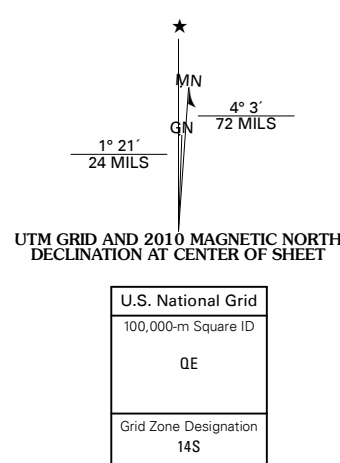 ★
MN
GN
4° 3´
72 MILS
1° 21´
24 MILS
UTM GRID AND 2010 MAGNETIC NORTH
DECLINATION AT CENTER OF SHEET
U.S. National Grid
100,000-m Square ID
QE
Grid Zone Designation
14S